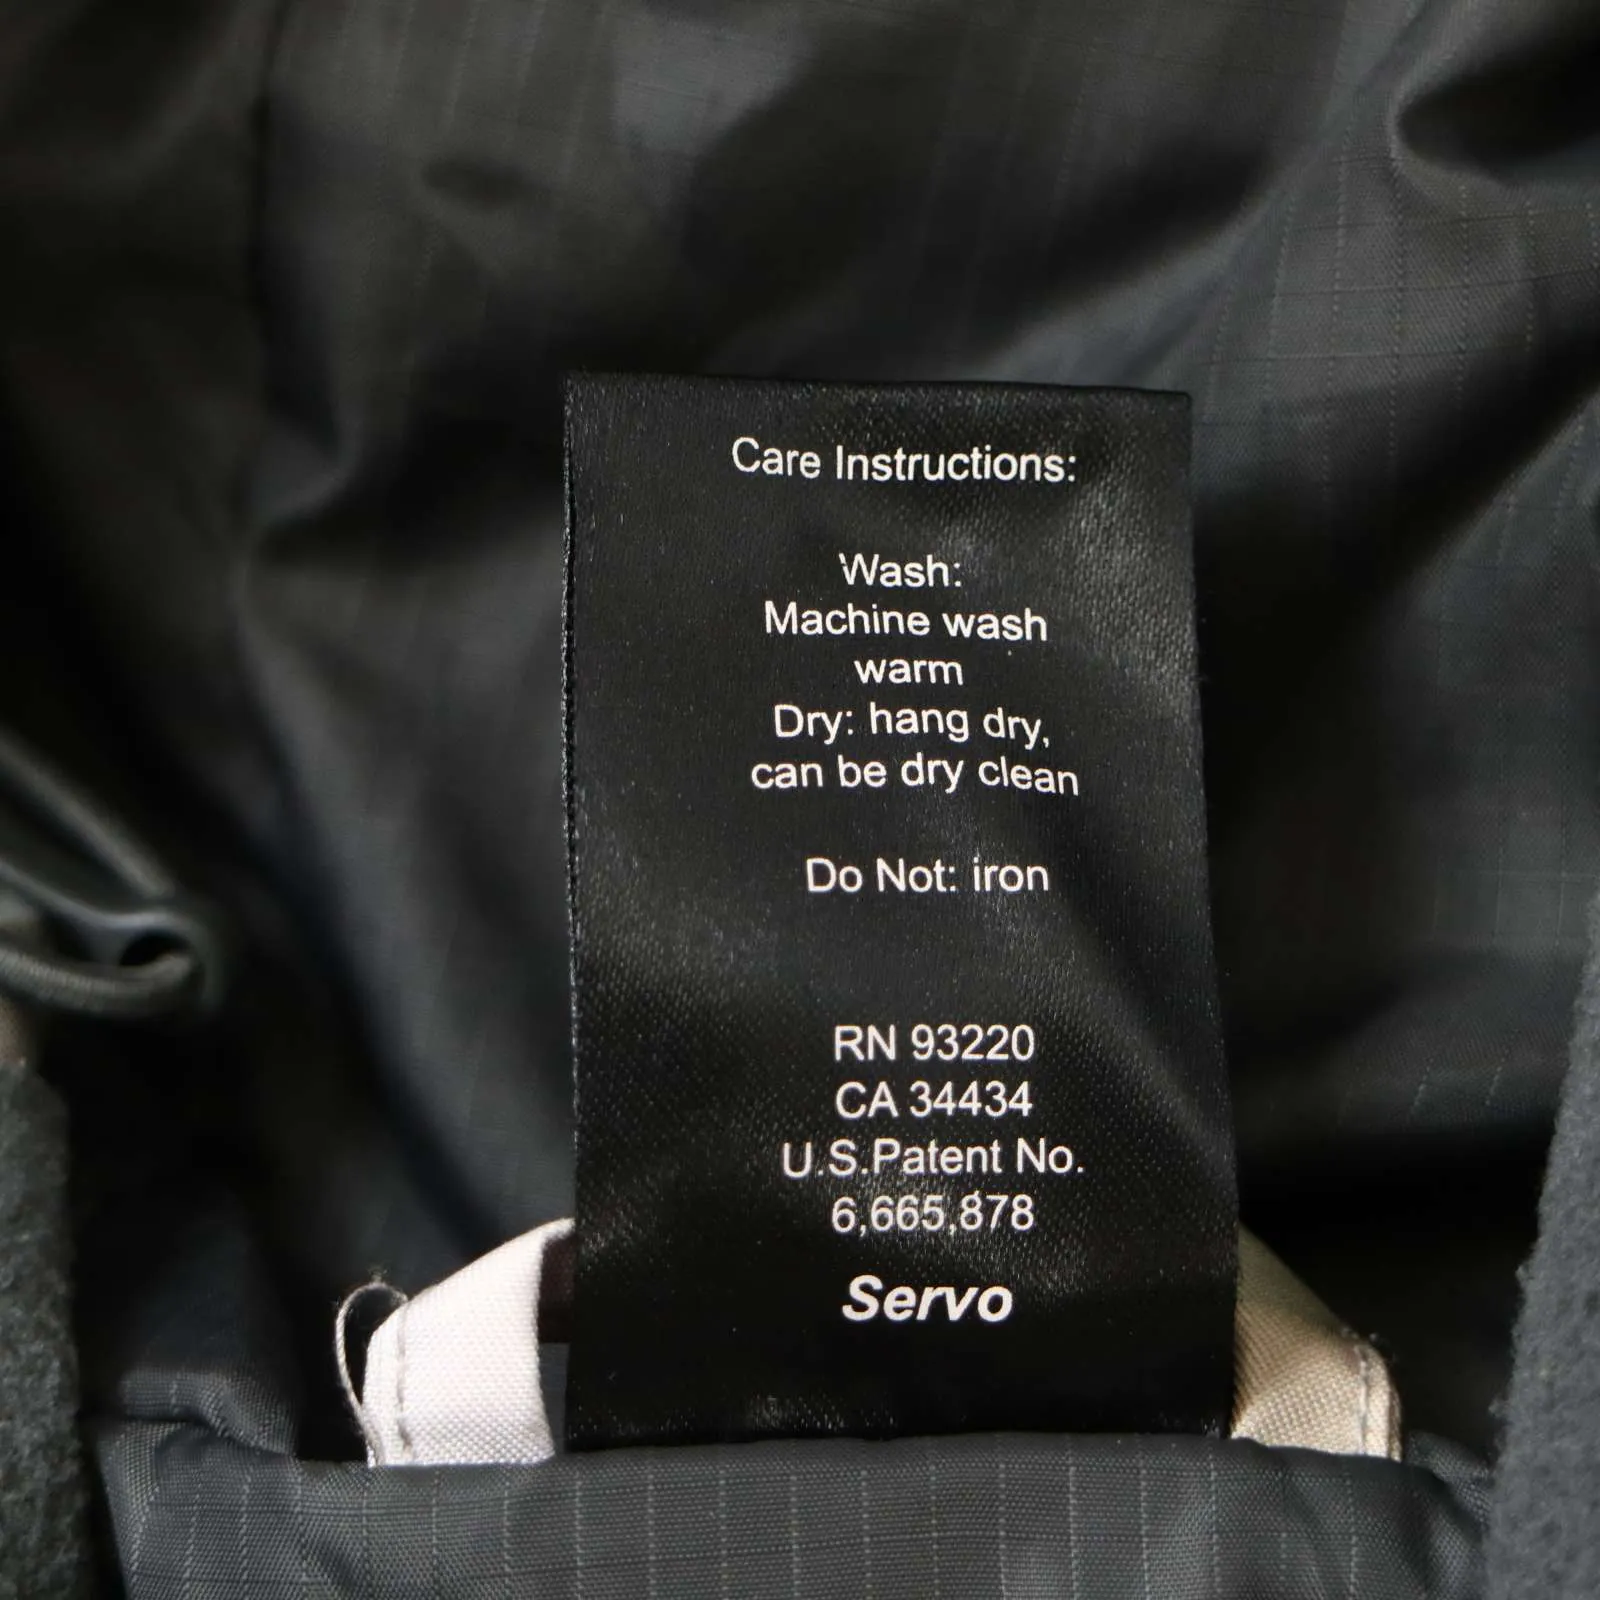 Care Instructions:
Wash:
Machine wash
warm
Dry: hang dry,
can be dry clean
Do Not: iron
RN 93220
CA 34434
U.S.Patent No.
6,665,878
Servo